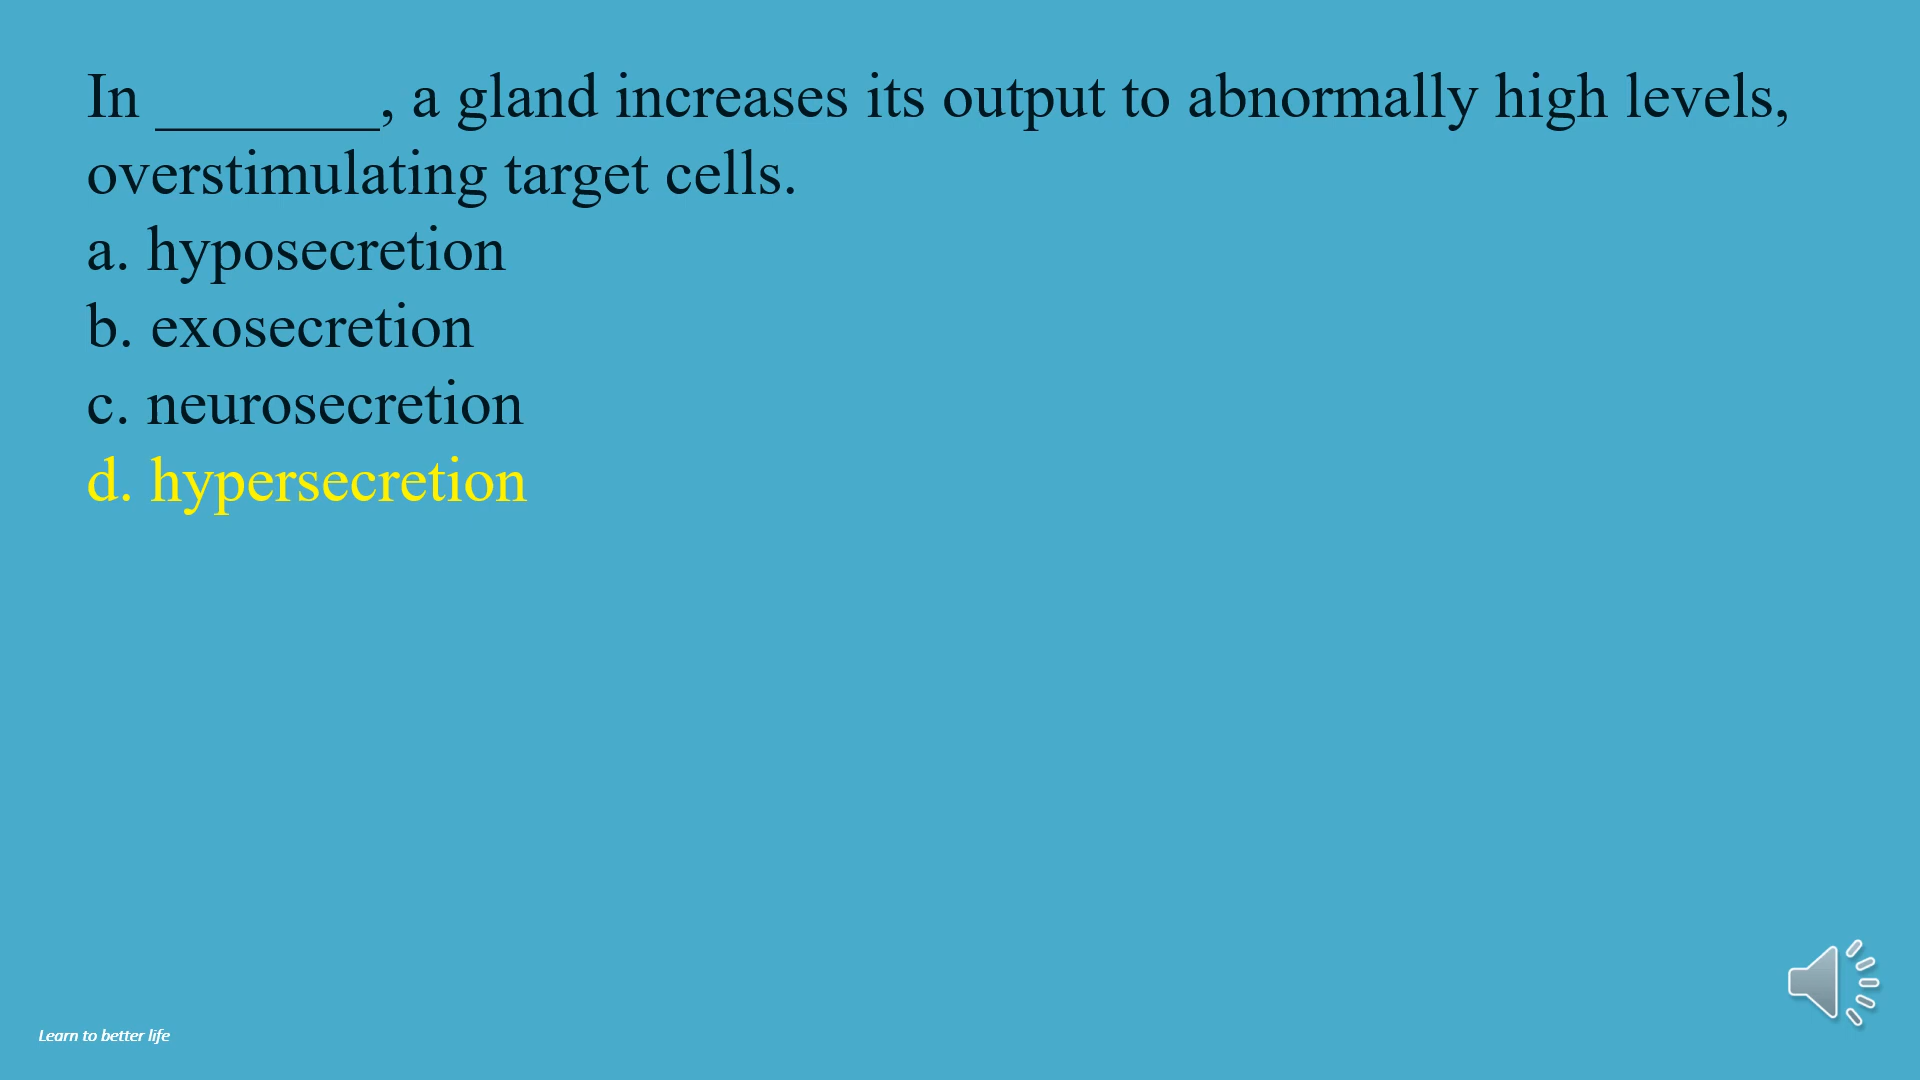 In _______, a gland increases its output to abnormally high levels,
overstimulating target cells.
a. hyposecretion
b. exosecretion
c. neurosecretion
d. hypersecretion
Learn to better life